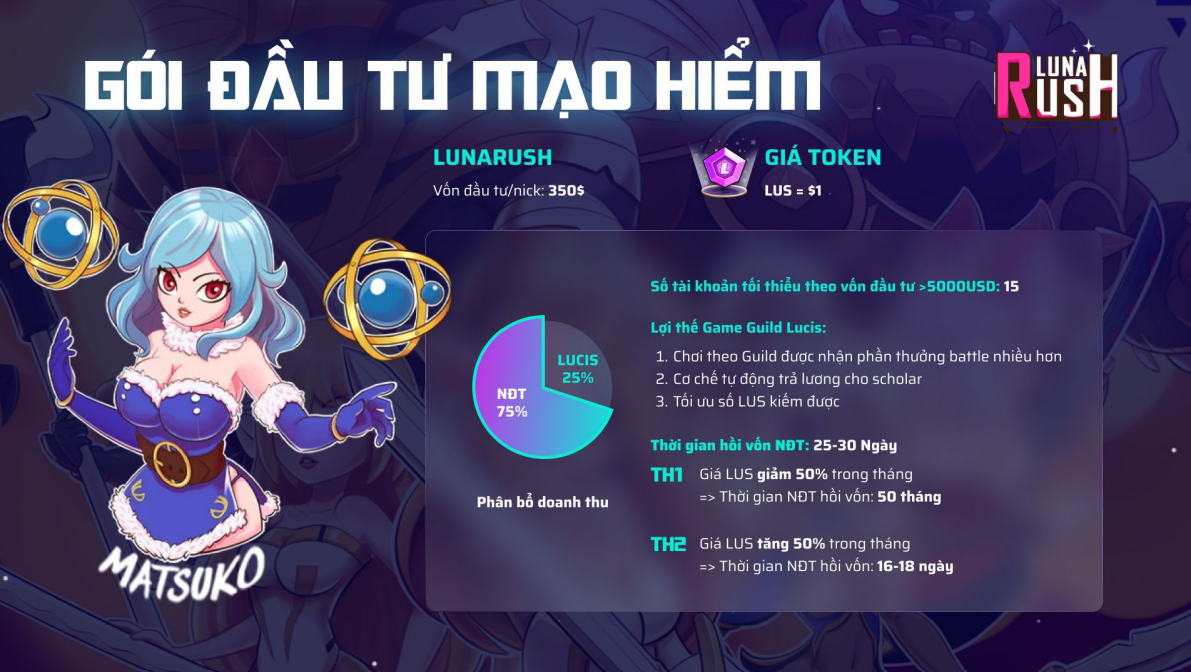 GÓI ĐẦU TƯ MẠO HIỂM
LUNA
RUSH
LUNARUSH
Vốn đầu tư/nick: 350$
L
GIÁ TOKEN
LUS = $1
Số tài khoản tối thiểu theo vốn đầu tư >5000USD: 15
Lợi thế Game Guild Lucis:
1. Chơi theo Guild được nhận phần thưởng battle nhiều hơn
2. Cơ chế tự động trả lương cho scholar
3. Tối ưu số LUS kiếm được
LUCIS
25%
NĐT
75%
Phân bổ doanh thu
Thời gian hồi vốn NĐT: 25-30 Ngày
TH1
Giá LUS giảm 50% trong tháng
=> Thời gian NĐT hồi vốn: 50 tháng
TH2
Giá LUS tăng 50% trong tháng
=> Thời gian NĐT hồi vốn: 16-18 ngày
MATSUKO